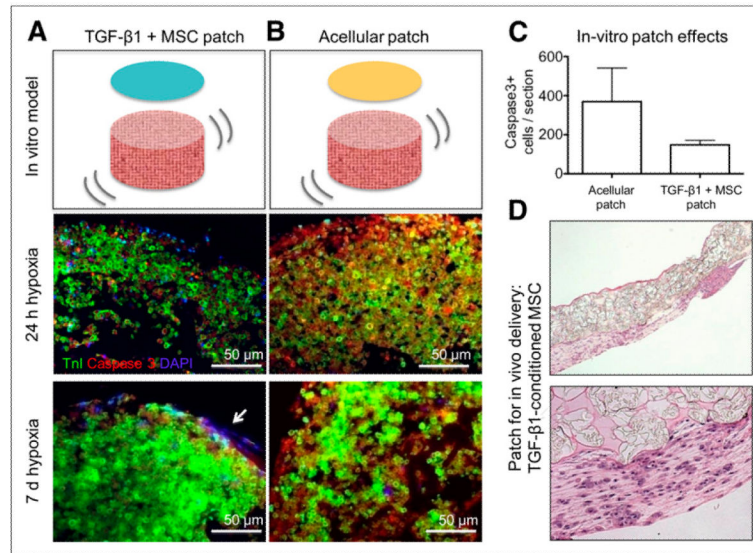 A
TGF-β1 + MSC patch
B
Acellular patch
In vitro model
24 h hypoxia
TnI Caspase 3 DAPI
50 µm
50 µm
7 d hypoxia
50 µm
50 µm
C
In-vitro patch effects
Caspase3+
cells / section
600
400
200
0
Acellular
patch
TGF-β1 + MSC
patch
D
Patch for in vivo delivery:
TGF-β1-conditioned MSC